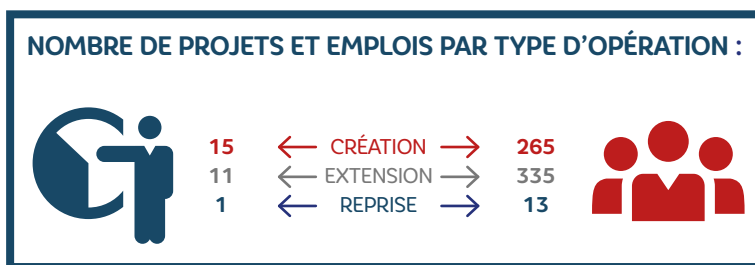 NOMBRE DE PROJETS ET EMPLOIS PAR TYPE D’OPÉRATION :
15 ← CRÉATION → 265
11 ← EXTENSION → 335
1 ← REPRISE → 13